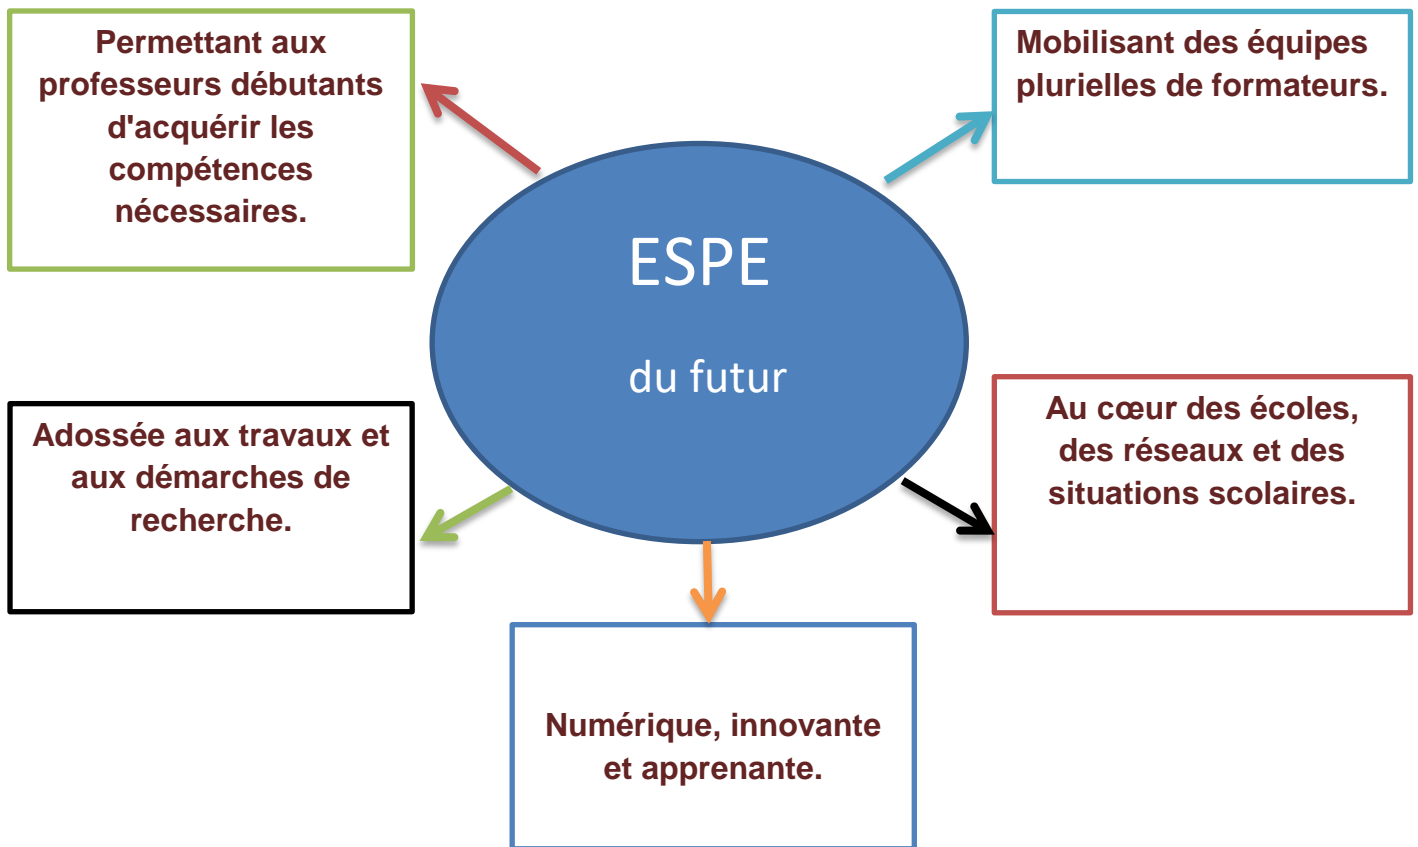 Permettant aux
professeurs débutants
d'acquérir les
compétences
nécessaires.
Mobilisant des équipes
plurielles de formateurs.
ESPE
du futur
Adossée aux travaux et
aux démarches de
recherche.
Au cœur des écoles,
des réseaux et des
situations scolaires.
Numérique, innovante
et apprenante.